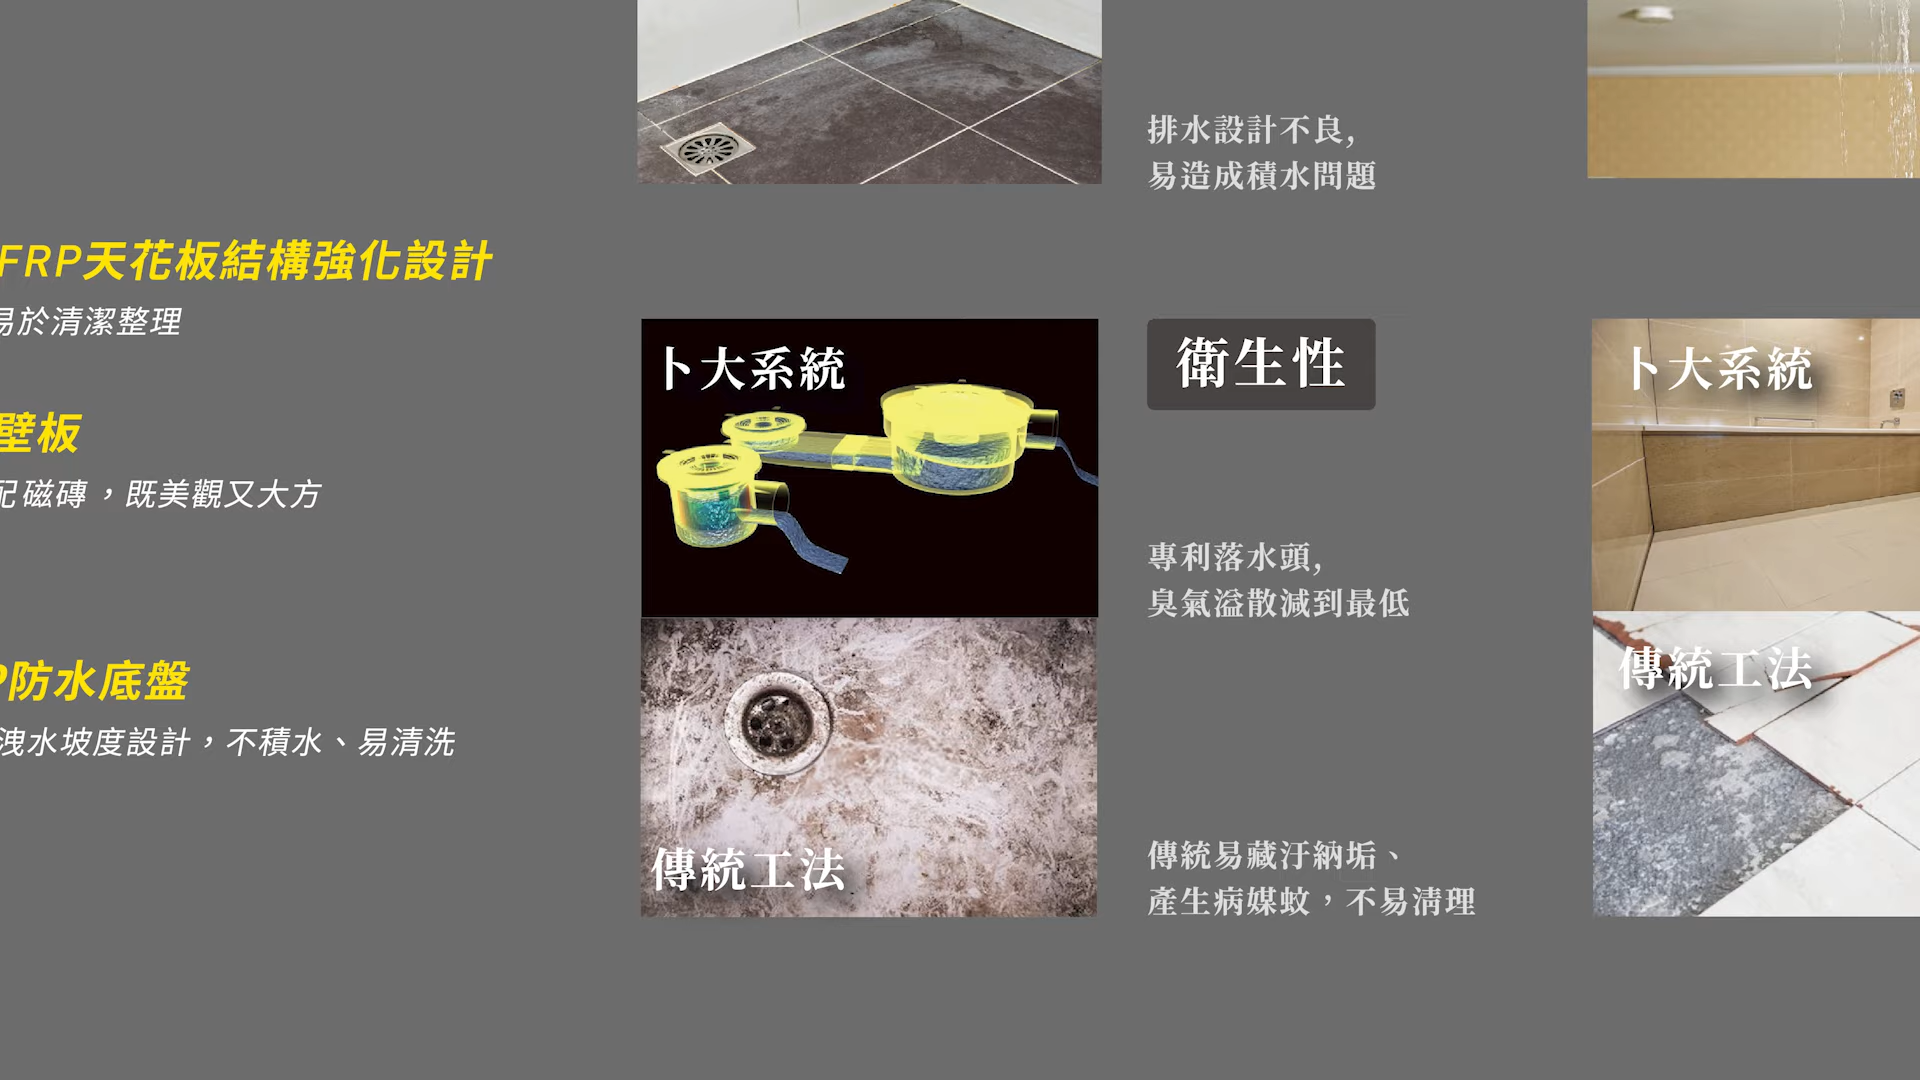 FRP天花板結構強化設計
易於清潔整理
壁板
配磁磚，既美觀又大方
防水底盤
洩水坡度設計，不積水、易清洗
排水設計不良,
易造成積水問題
卜大系統
衛生性
專利落水頭,
臭氣溢散減到最低
傳統工法
傳統易藏汙納垢、
產生病媒蚊，不易清理
卜大系統
傳統工法